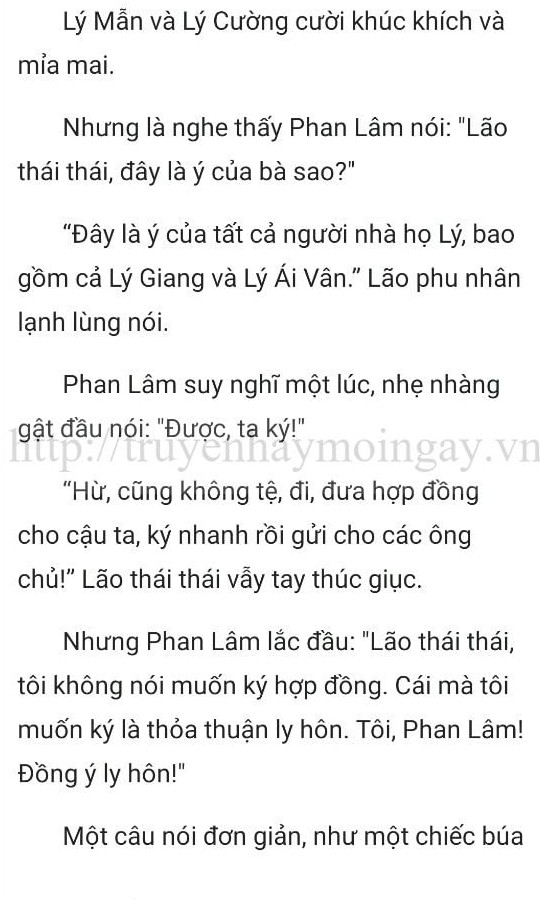 Lý Mẫn và Lý Cường cười khúc khích và
mỉa mai.
Nhưng là nghe thấy Phan Lâm nói: "Lão
thái thái, đây là ý của bà sao?"
“Đây là ý của tất cả người nhà họ Lý, bao
gồm cả Lý Giang và Lý Ái Vân.” Lão phu nhân
lạnh lùng nói.
Phan Lâm suy nghĩ một lúc, nhẹ nhàng
gật đầu nói: "Được, ta ký!"
http://truyenhaymoingay.vn
“Hừ, cũng không tệ, đi, đưa hợp đồng
cho cậu ta, ký nhanh rồi gửi cho các ông
chủ!” Lão thái thái vẫy tay thúc giục.
Nhưng Phan Lâm lắc đầu: "Lão thái thái,
tôi không nói muốn ký hợp đồng. Cái mà tôi
muốn ký là thỏa thuận ly hôn. Tôi, Phan Lâm!
Đồng ý ly hôn!"
Một câu nói đơn giản, như một chiếc búa